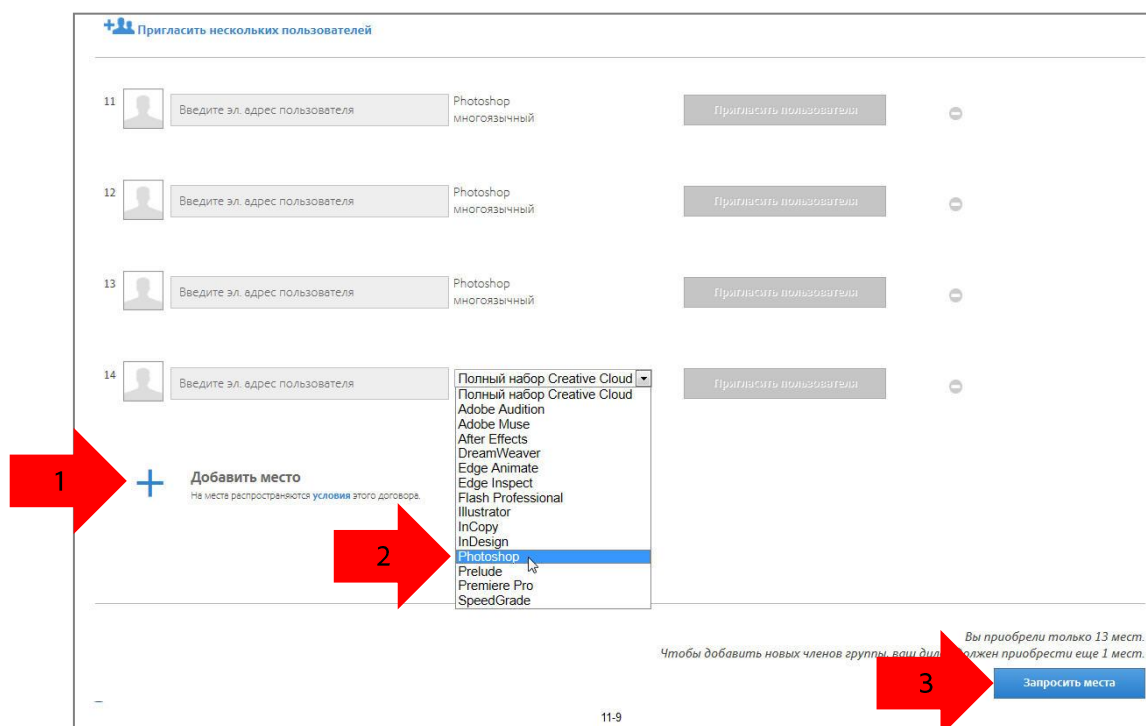 Пригласить нескольких пользователей
11
Введите эл. адрес пользователя
Photoshop
многоязычный
Пригласить пользователя
12
Введите эл. адрес пользователя
Photoshop
многоязычный
Пригласить пользователя
13
Введите эл. адрес пользователя
Photoshop
многоязычный
Пригласить пользователя
14
Введите эл. адрес пользователя
Полный набор Creative Cloud
Пригласить пользователя
Полный набор Creative Cloud
Adobe Audition
Adobe Muse
After Effects
DreamWeaver
Edge Animate
Edge Inspect
Flash Professional
Illustrator
InCopy
InDesign
Photoshop
Prelude
Premiere Pro
SpeedGrade
1
Добавить место
На места распространяются условия этого договора.
2
Вы приобрели только 13 мест.
Чтобы добавить новых членов группы, ваш должен приобрести еще 1 мест.
3
Запросить места
11-9